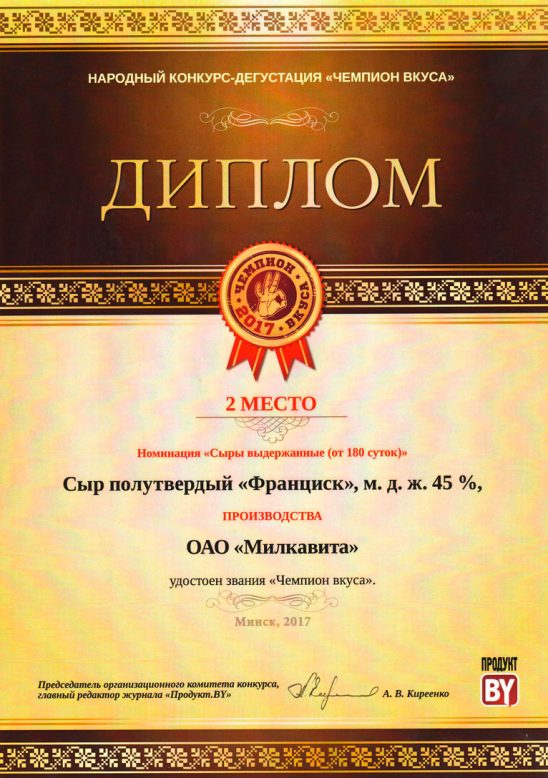 НАРОДНЫЙ КОНКУРС-ДЕГУСТАЦИЯ «ЧЕМПИОН ВКУСА»
ДИПЛОМ
ЧЕМПИОН
ВКУСА
2017
2 МЕСТО
Номинация «Сыры выдержанные (от 180 суток)»
Сыр полутвердый «Франциск», м. д. ж. 45 %,
ПРОИЗВОДСТВА
ОАО «Милкавита»
удостоен звания «Чемпион вкуса».
Минск, 2017
ПРОДУКТ
BY
Председатель организационного комитета конкурса,
главный редактор журнала «Продукт.BY»
А. В. Киреенко